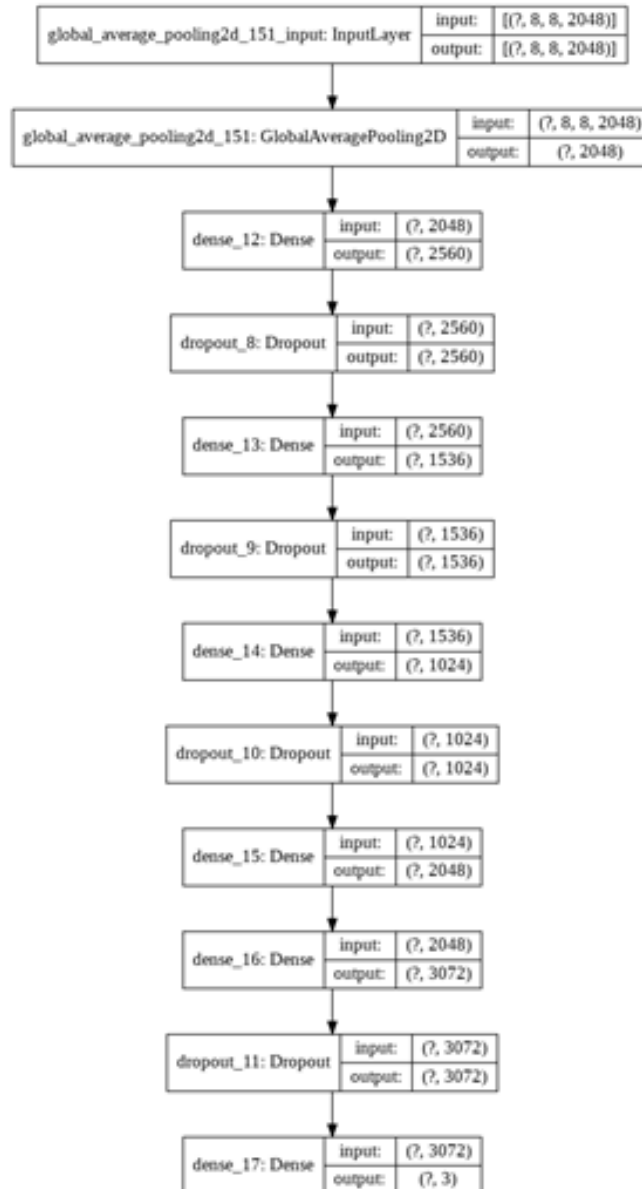 global_average_pooling2d_151_input: InputLayer
input: [(?, 8, 8, 2048)]
output: [(?, 8, 8, 2048)]
global_average_pooling2d_151: GlobalAveragePooling2D
input: (?, 8, 8, 2048)
output: (?, 2048)
dense_12: Dense
input: (?, 2048)
output: (?, 2560)
dropout_8: Dropout
input: (?, 2560)
output: (?, 2560)
dense_13: Dense
input: (?, 2560)
output: (?, 1536)
dropout_9: Dropout
input: (?, 1536)
output: (?, 1536)
dense_14: Dense
input: (?, 1536)
output: (?, 1024)
dropout_10: Dropout
input: (?, 1024)
output: (?, 1024)
dense_15: Dense
input: (?, 1024)
output: (?, 2048)
dense_16: Dense
input: (?, 2048)
output: (?, 3072)
dropout_11: Dropout
input: (?, 3072)
output: (?, 3072)
dense_17: Dense
input: (?, 3072)
output: (?, 3)